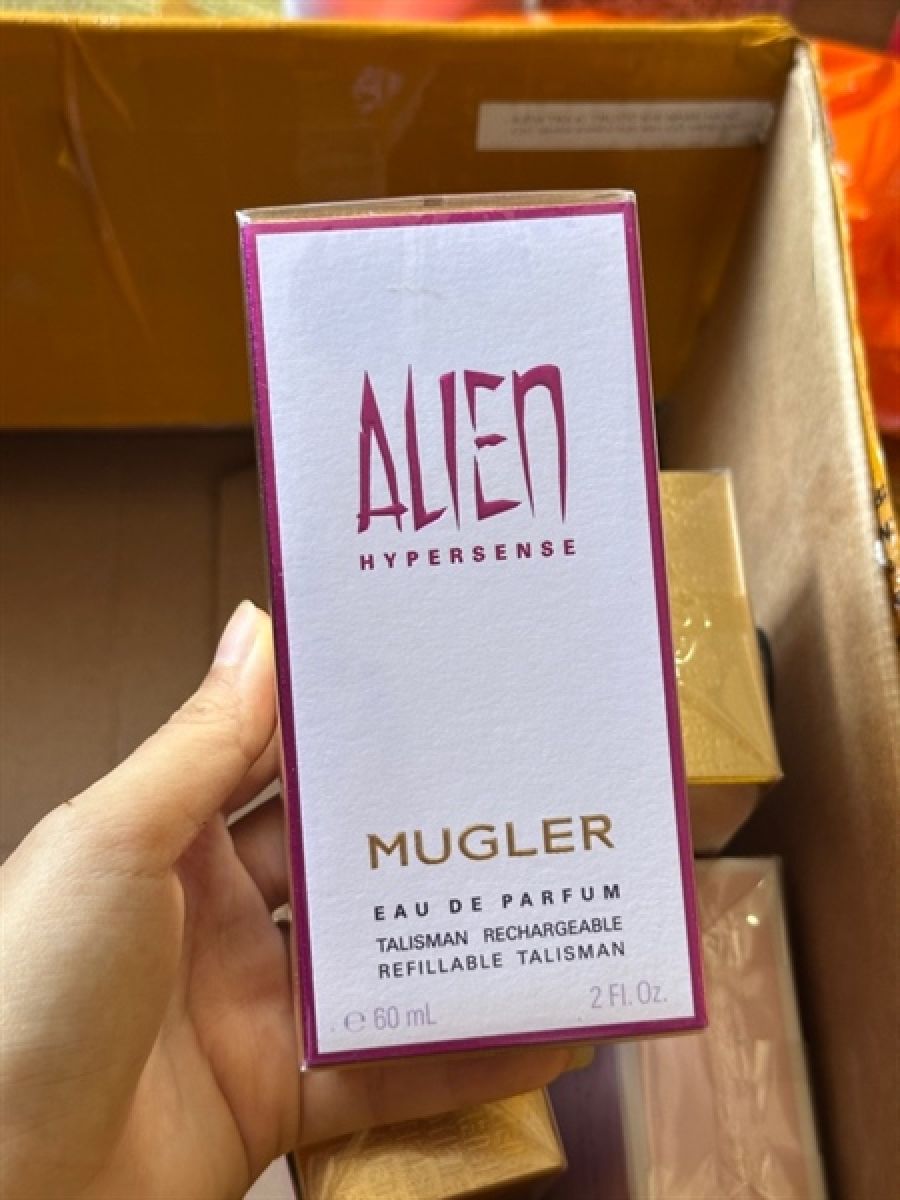 ALIEN
HYPERSENSE
MUGLER
EAU DE PARFUM
TALISMAN RECHARGEABLE
REFILLABLE TALISMAN
℮ 60 mL
2 Fl. Oz.